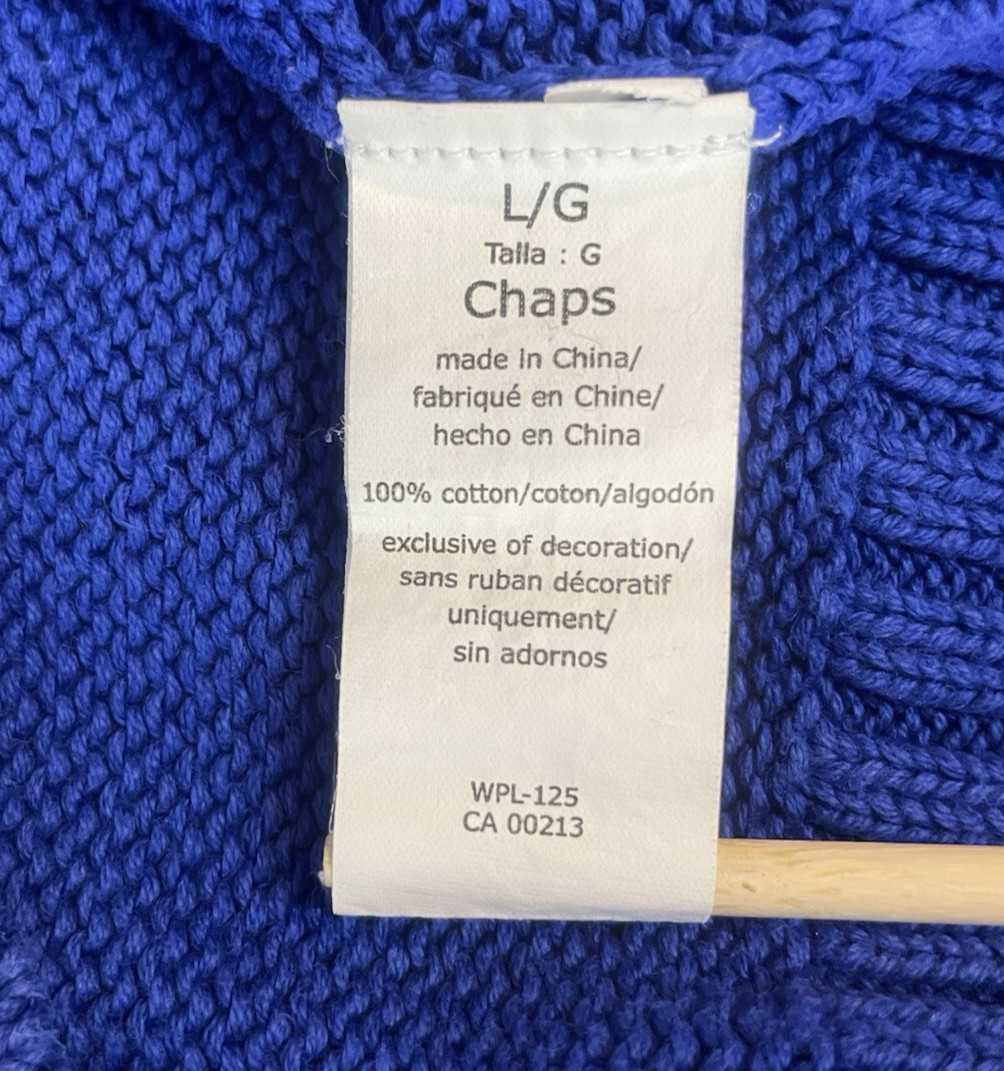 L/G
Talla : G
Chaps
made in China/
fabriqué en Chine/
hecho en China
100% cotton/coton/algodón
exclusive of decoration/
sans ruban décoratif
uniquement/
sin adornos
WPL-125
CA 00213